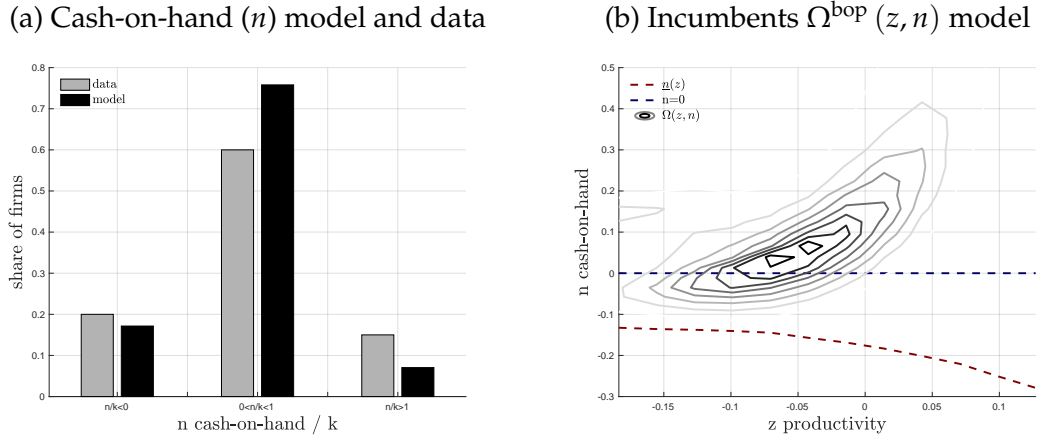 (a) Cash-on-hand (n) model and data
0.8
0.7
0.6
0.5
0.4
0.3
0.2
0.1
0
share of firms
data
model
n/k<0
0<n/k<1
n/k>1
n cash-on-hand / k
(b) Incumbents Ω^bop (z, n) model
0.5
0.4
0.3
0.2
0.1
0
-0.1
-0.2
-0.3
n cash-on-hand
n(z)
n=0
Ω(z, n)
-0.15
-0.1
-0.05
0
0.05
0.1
z productivity